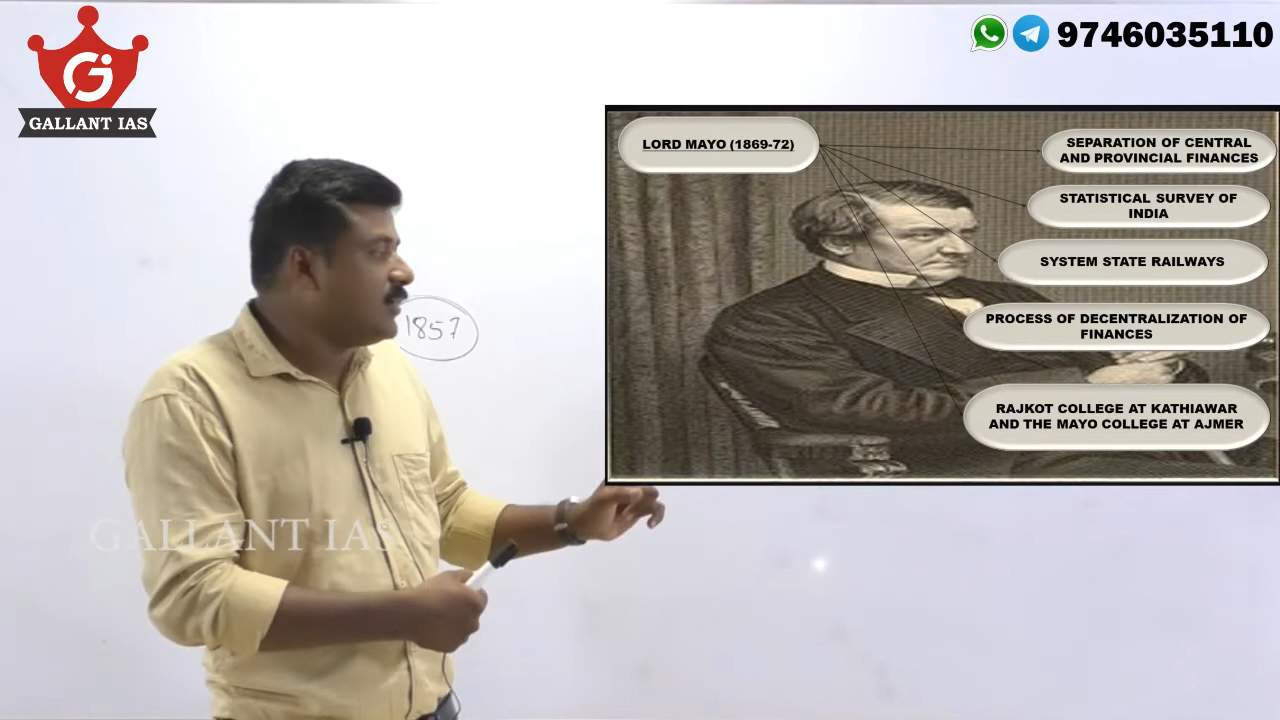 GALLANT IAS
9746035110
LORD MAYO (1869-72)
SEPARATION OF CENTRAL
AND PROVINCIAL FINANCES
STATISTICAL SURVEY OF
INDIA
SYSTEM STATE RAILWAYS
PROCESS OF DECENTRALIZATION OF
FINANCES
RAJKOT COLLEGE AT KATHIAWAR
AND THE MAYO COLLEGE AT AJMER
1857
GALLANT IAS